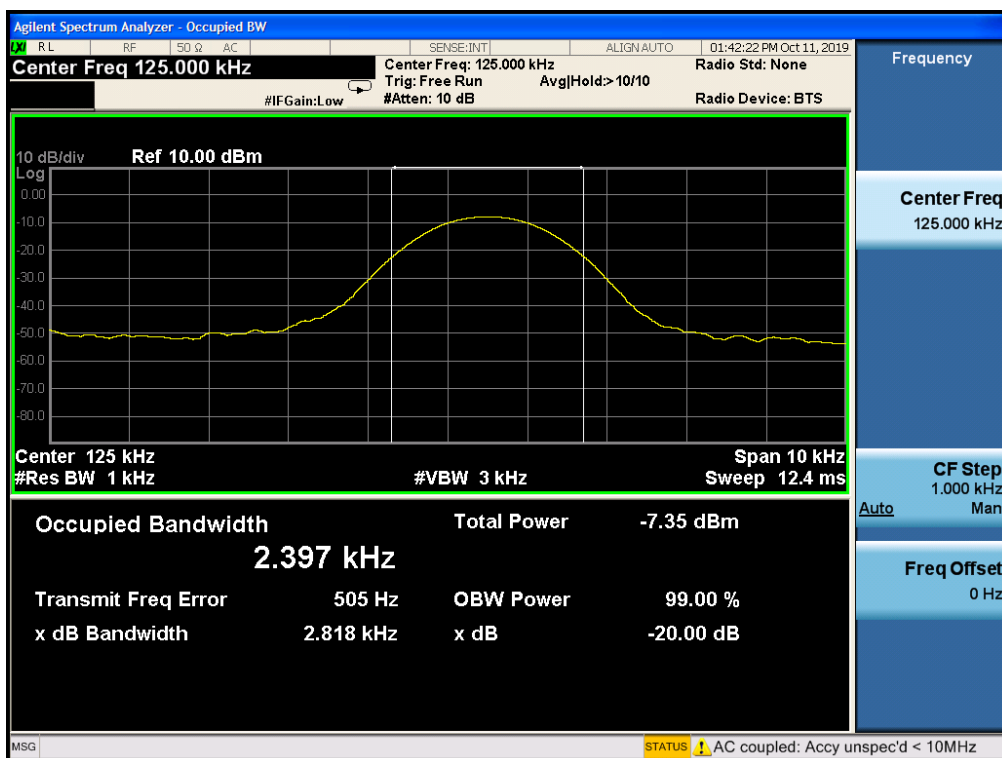 Agilent Spectrum Analyzer - Occupied BW
LXI RL RF 50 Ω AC SENSE:INT ALIGN AUTO 01:42:22 PM Oct 11, 2019
Center Freq 125.000 kHz
Center Freq: 125.000 kHz
Radio Std: None
Trig: Free Run Avg|Hold:> 10/10
#IFGain:Low
#Atten: 10 dB
Radio Device: BTS
Frequency
10 dB/div Ref 10.00 dBm
Log
0.00
-10.0
-20.0
-30.0
-40.0
-50.0
-60.0
-70.0
-80.0
Center 125 kHz Span 10 kHz
#Res BW 1 kHz #VBW 3 kHz Sweep 12.4 ms
Center Freq
125.000 kHz
CF Step
1.000 kHz
Auto Man
Freq Offset
0 Hz
Occupied Bandwidth Total Power -7.35 dBm
2.397 kHz
Transmit Freq Error 505 Hz OBW Power 99.00 %
x dB Bandwidth 2.818 kHz x dB -20.00 dB
MSG STATUS AC coupled: Accy unspec'd < 10MHz